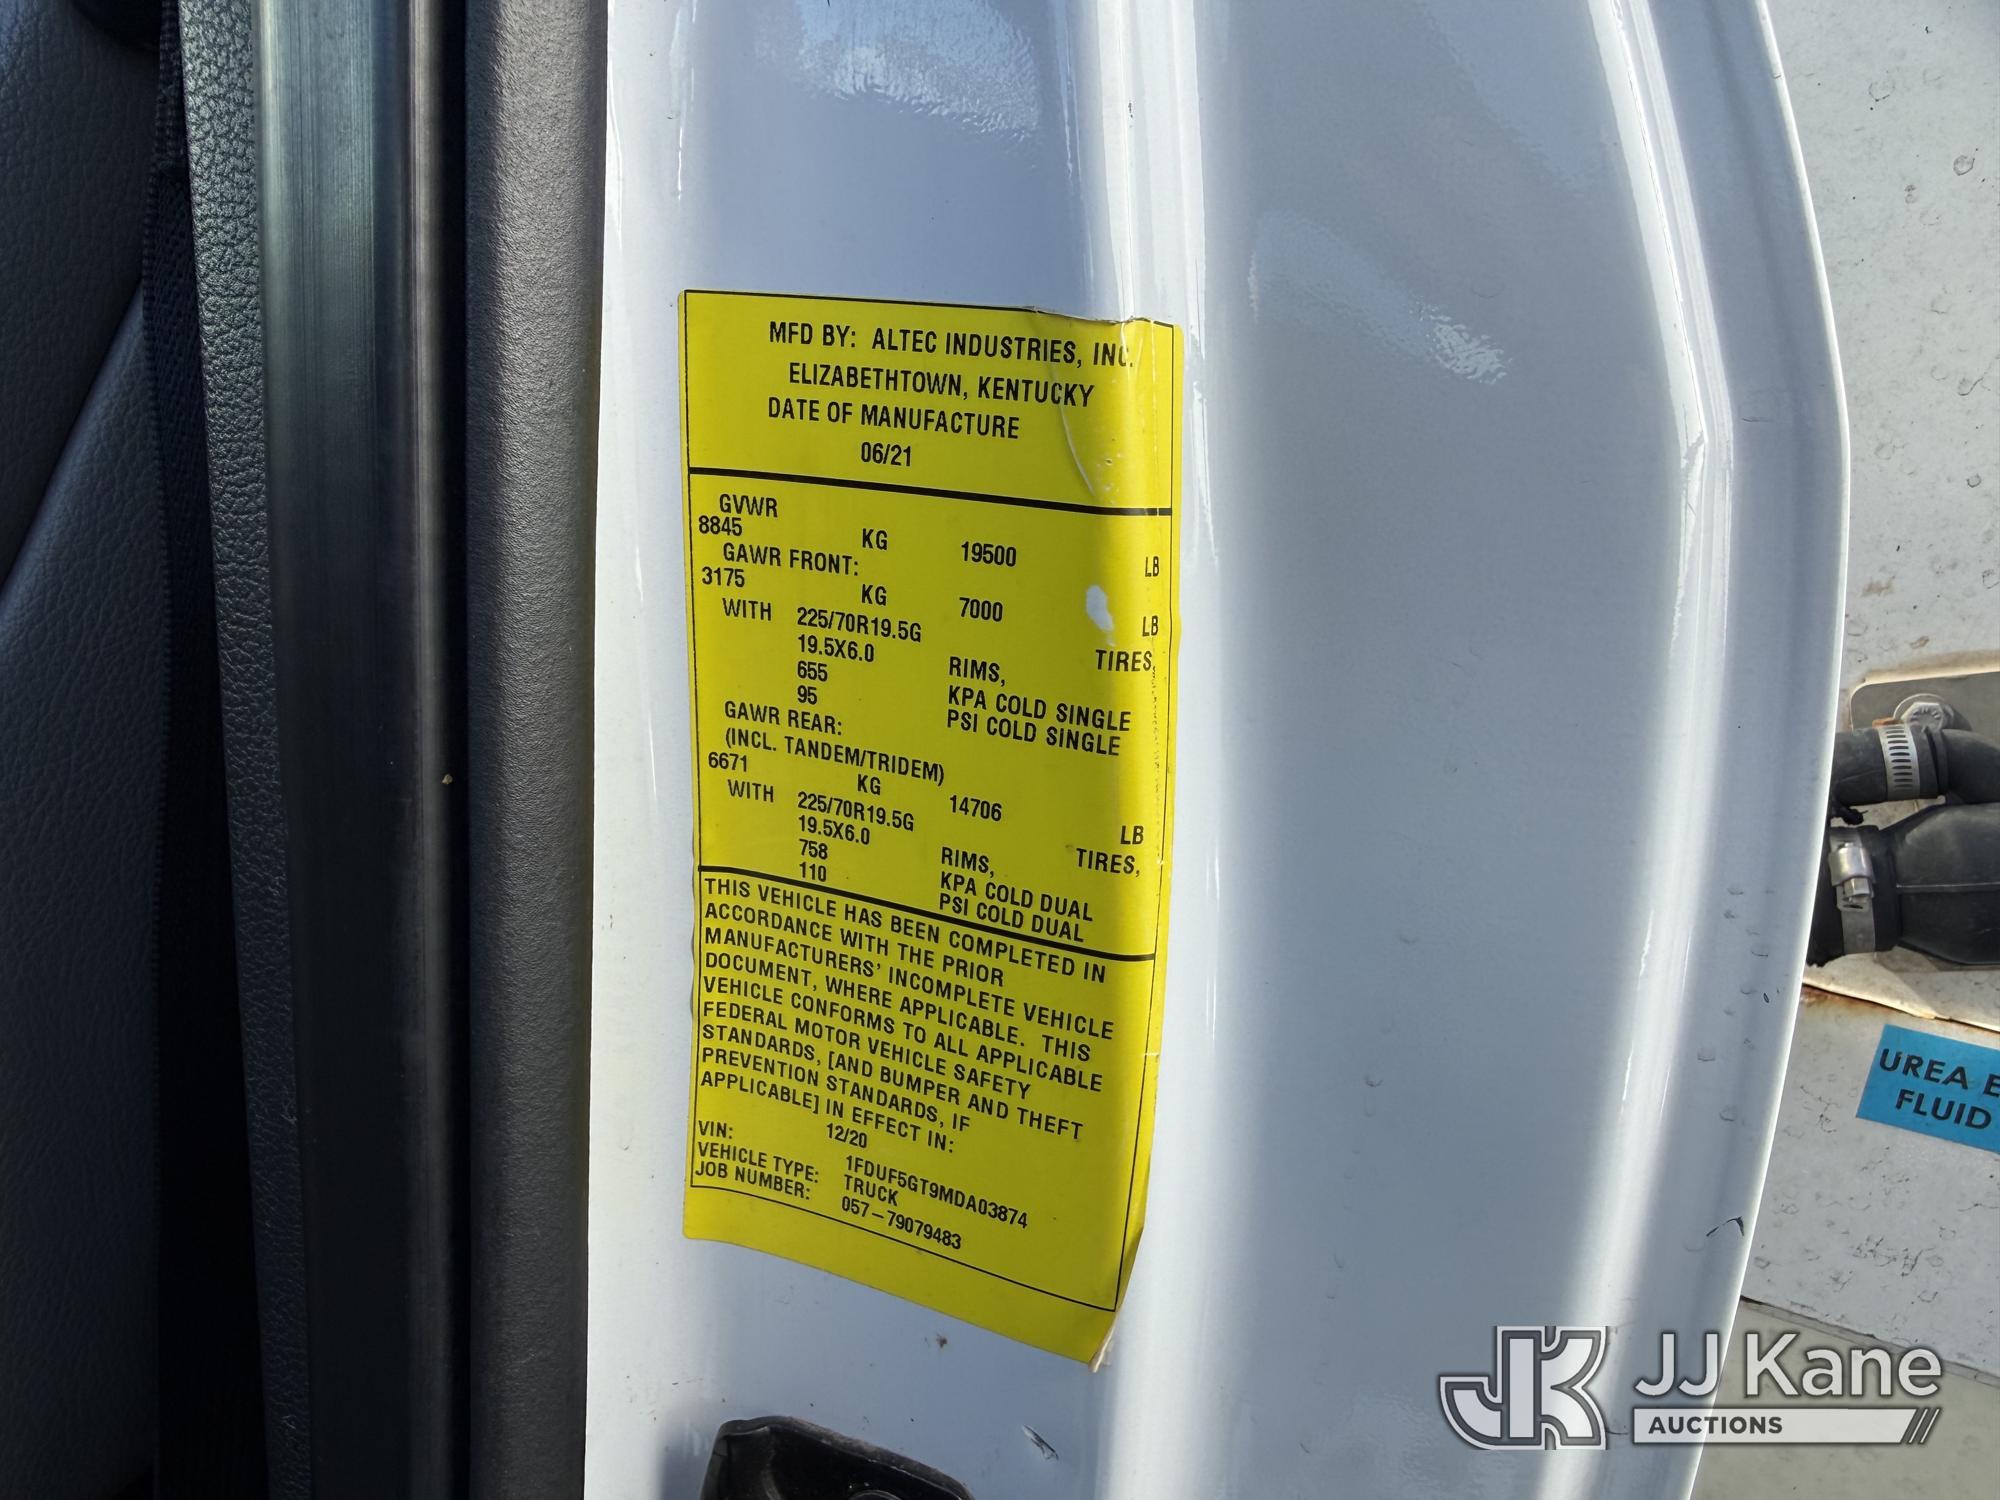 MFD BY: ALTEC INDUSTRIES, INC.
ELIZABETHTOWN, KENTUCKY
DATE OF MANUFACTURE
06/21
GVWR
8845 KG 19500 LB
GAWR FRONT:
3175 KG 7000 LB
WITH 225/70R19.5G TIRES,
19.5X6.0 RIMS,
655 KPA COLD SINGLE
95 PSI COLD SINGLE
GAWR REAR:
(INCL. TANDEM/TRIDEM)
6671 KG 14706 LB
WITH 225/70R19.5G TIRES,
19.5X6.0 RIMS,
758 KPA COLD DUAL
110 PSI COLD DUAL
THIS VEHICLE HAS BEEN COMPLETED IN
ACCORDANCE WITH THE PRIOR
MANUFACTURERS' INCOMPLETE VEHICLE
DOCUMENT, WHERE APPLICABLE. THIS
VEHICLE CONFORMS TO ALL APPLICABLE
FEDERAL MOTOR VEHICLE SAFETY
STANDARDS, [AND BUMPER AND THEFT
PREVENTION STANDARDS, IF
APPLICABLE] IN EFFECT IN:
12/20
VIN: 1FDUF5GT9MDA03874
VEHICLE TYPE: TRUCK
JOB NUMBER: 057-79079483
UREA E
FLUID
JK JJ Kane
AUCTIONS